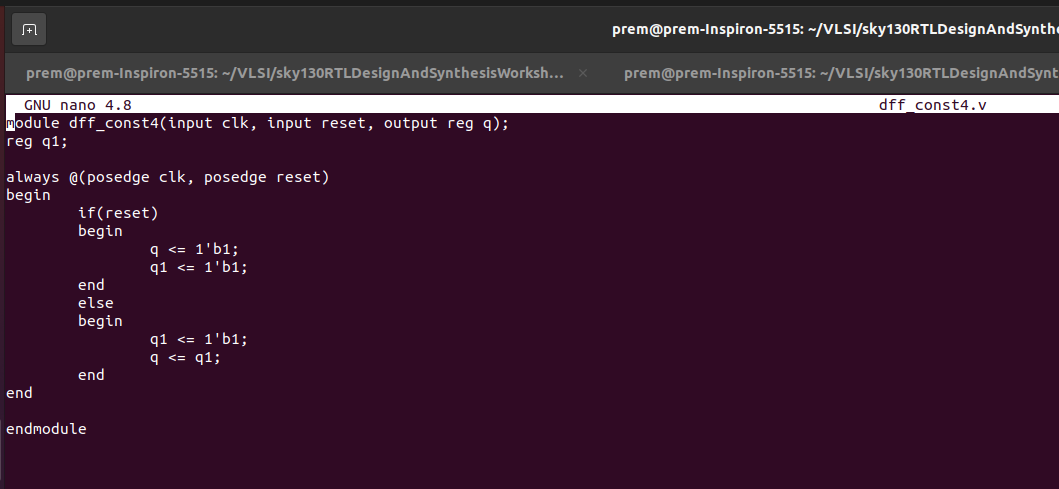 prem@prem-Inspiron-5515: ~/VLSI/sky130RTLDesignAndSynthe
prem@prem-Inspiron-5515: ~/VLSI/sky130RTLDesignAndSynthesisWorksh... × prem@prem-Inspiron-5515: ~/VLSI/sky130RTLDesignAndSynt
GNU nano 4.8 dff_const4.v
module dff_const4(input clk, input reset, output reg q);
reg q1;
always @(posedge clk, posedge reset)
begin
if(reset)
begin
q <= 1'b1;
q1 <= 1'b1;
end
else
begin
q1 <= 1'b1;
q <= q1;
end
end
endmodule